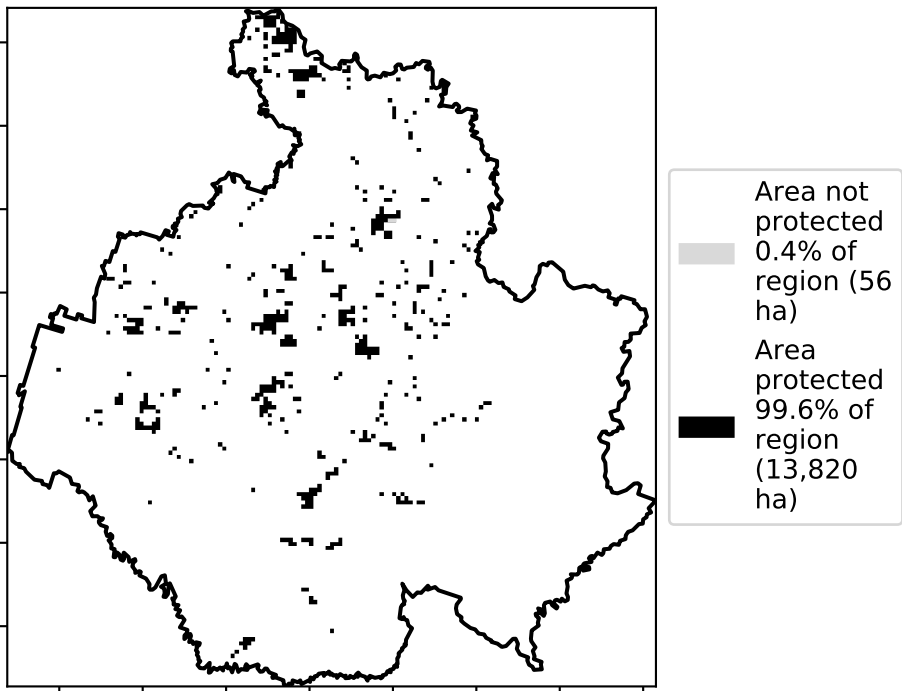 Area not
protected
0.4% of
region (56
ha)
Area
protected
99.6% of
region
(13,820
ha)